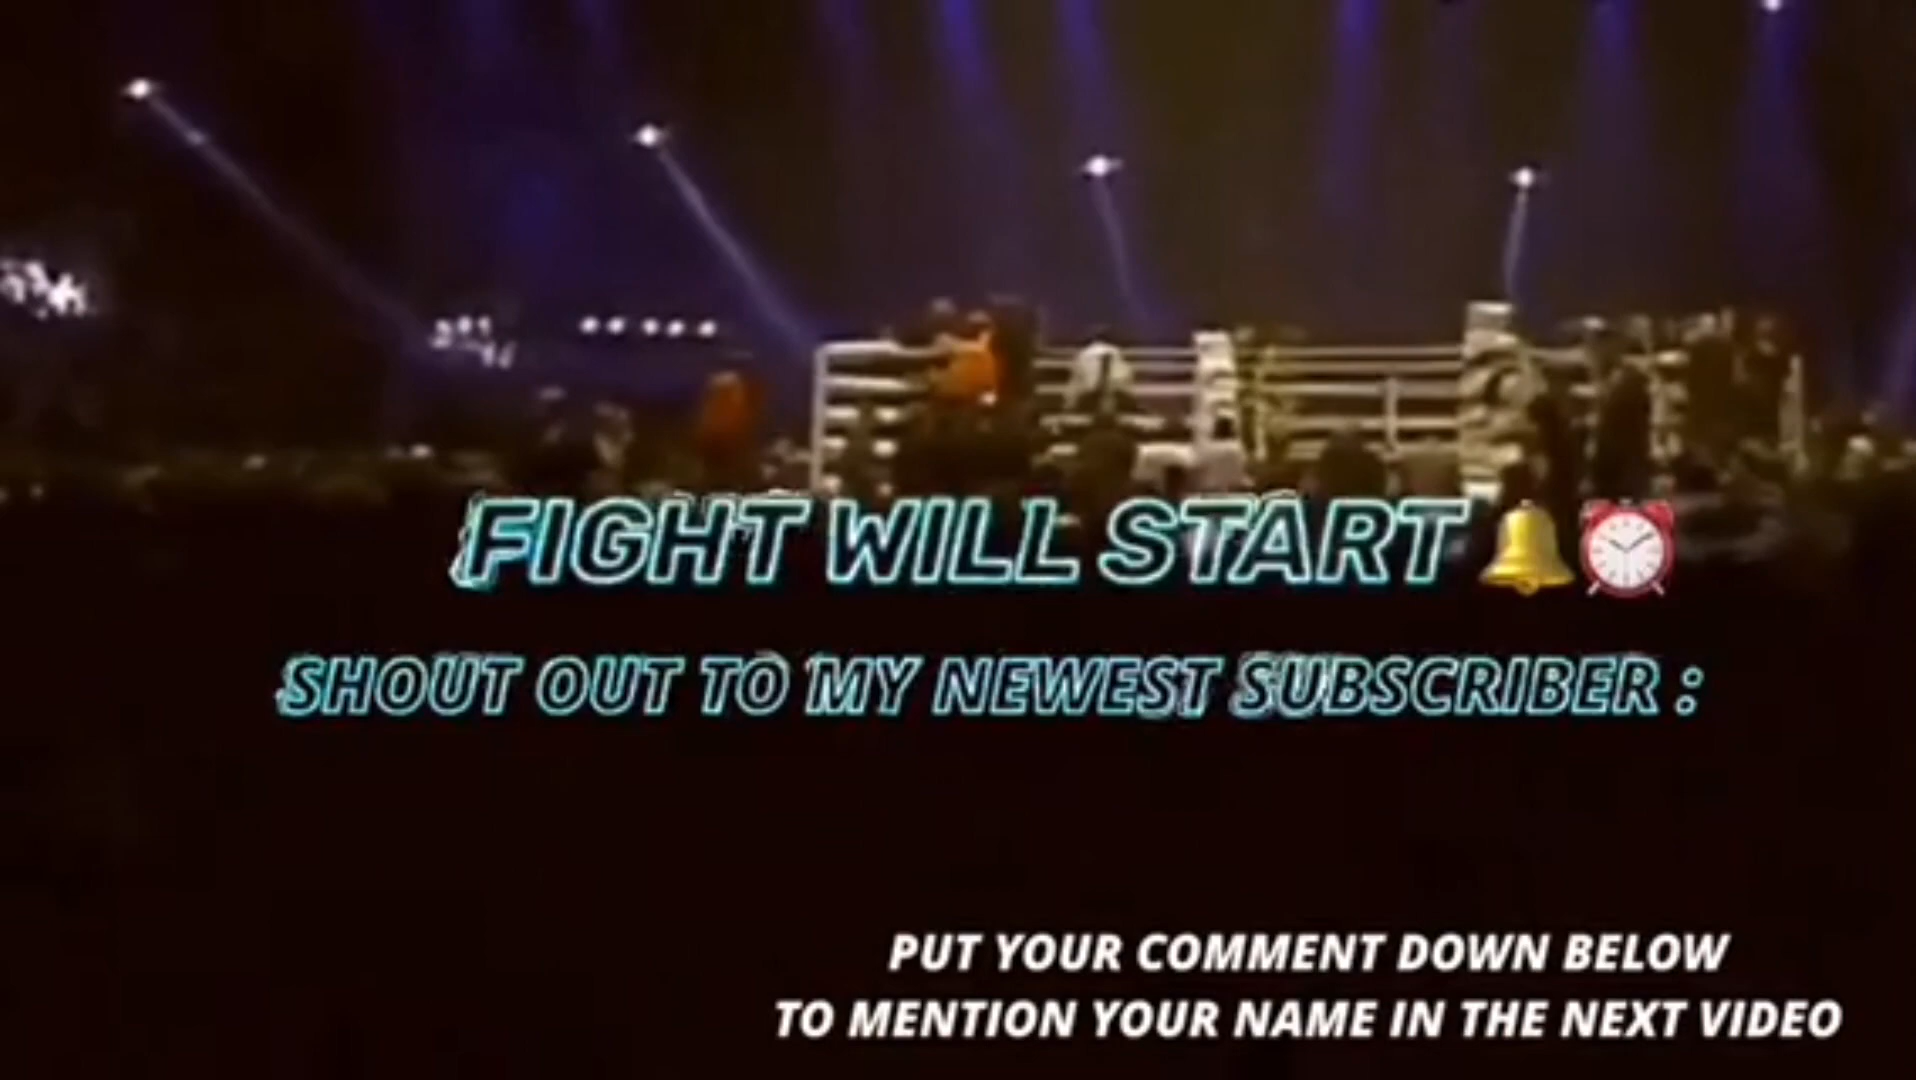 FIGHT WILL START🔔⏰
SHOUT OUT TO MY NEWEST SUBSCRIBER :
PUT YOUR COMMENT DOWN BELOW
TO MENTION YOUR NAME IN THE NEXT VIDEO